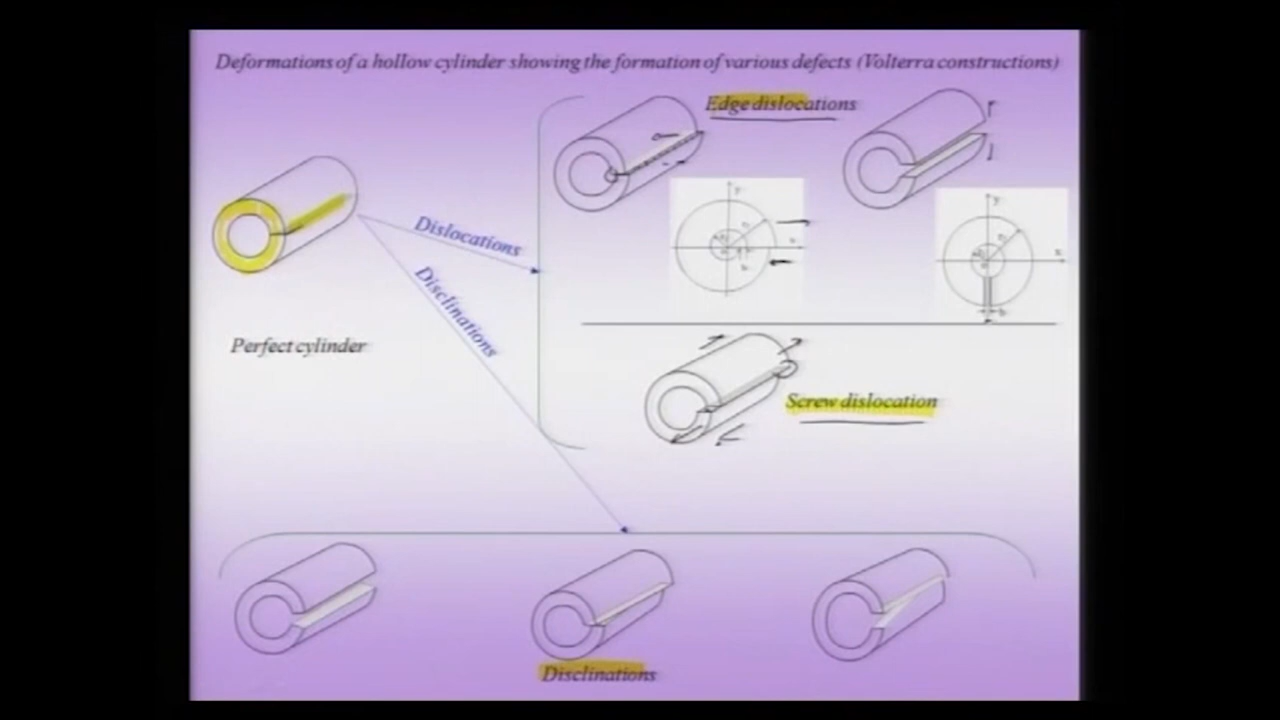 Deformations of a hollow cylinder showing the formation of various defects (Volterra constructions)
Edge dislocations
Dislocations
Disclinations
Perfect cylinder
Screw dislocation
Disclinations